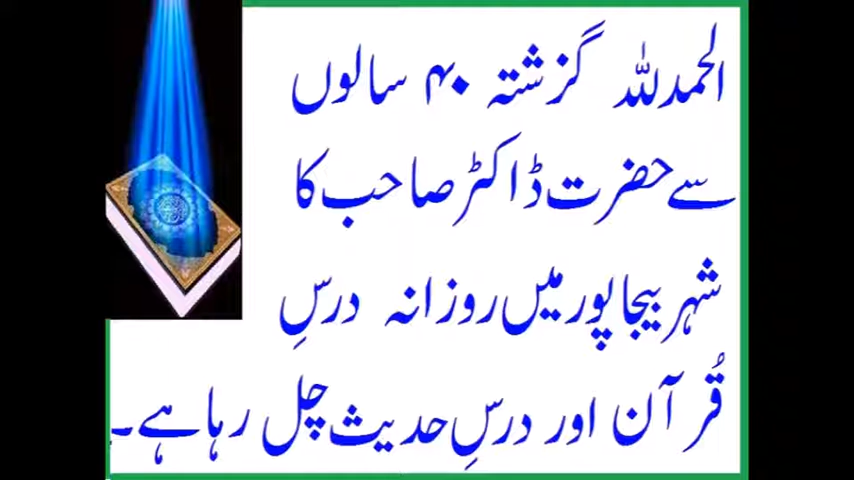 الحمدللہ گزشتہ ۴۰ سالوں
سے حضرت ڈاکٹر صاحب کا
شہر بیجاپور میں روزانہ درسِ
قُرآن اور درسِ حدیث چل رہا ہے۔